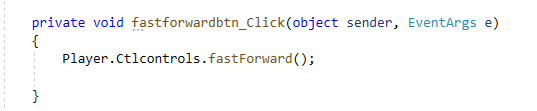 private void fastforwardbtn_Click(object sender, EventArgs e)
{
Player.Ctlcontrols.fastForward();
}